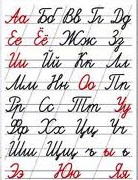 Аа Бб Вв Гг Дд
Ее Ёё Жж Зз
Ии Йй Кк Лл
Мм Нн Оо Пп
Рр Сс Тт Уу
Фф Хх Цц Чч
Шш Щщ ъ ы ь
Ээ Юю Яя